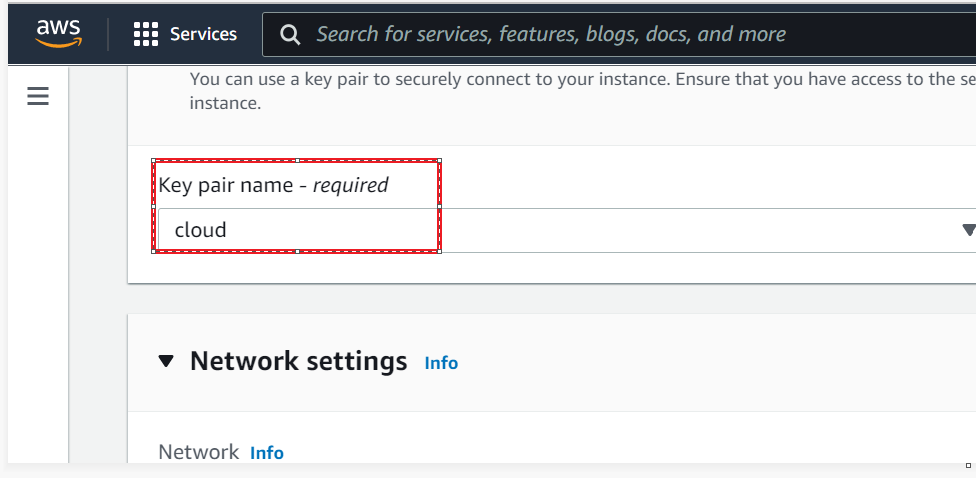 aws Services Search for services, features, blogs, docs, and more
You can use a key pair to securely connect to your instance. Ensure that you have access to the
instance.
Key pair name - required
cloud
Network settings Info
Network Info